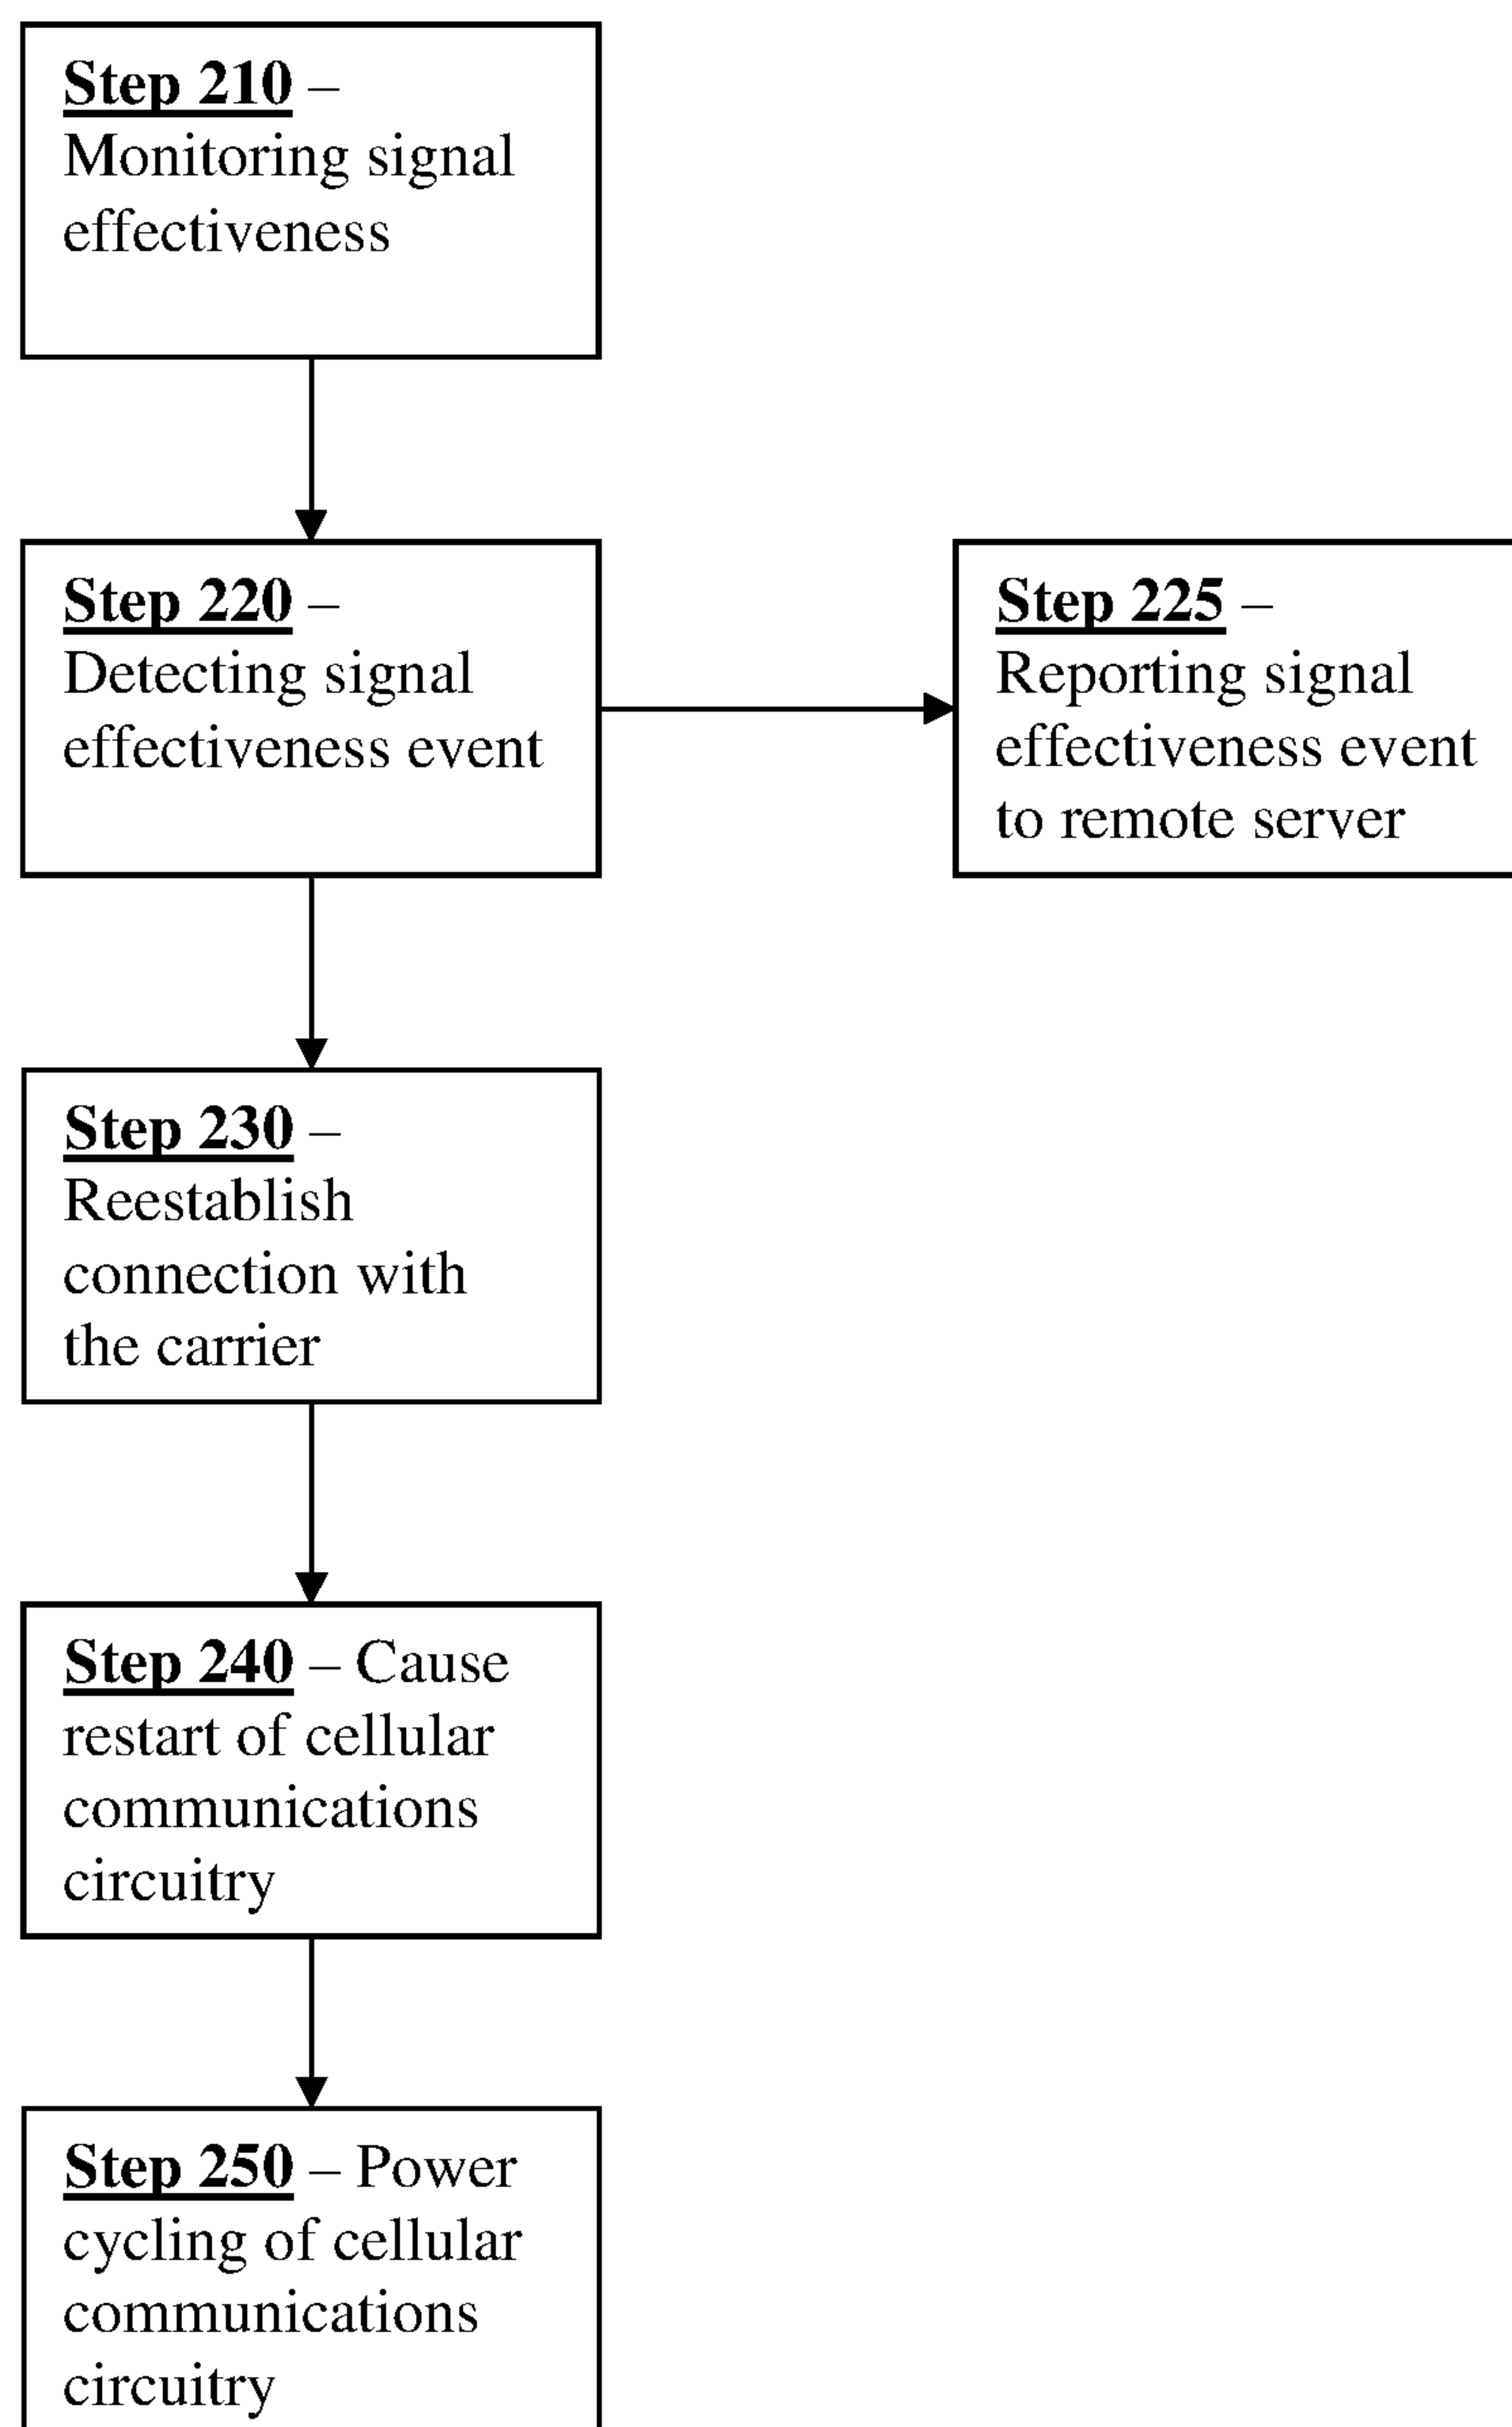 Step 210 –
Monitoring signal
effectiveness
Step 220 –
Detecting signal
effectiveness event
Step 225 –
Reporting signal
effectiveness event
to remote server
Step 230 –
Reestablish
connection with
the carrier
Step 240 – Cause
restart of cellular
communications
circuitry
Step 250 – Power
cycling of cellular
communications
circuitry